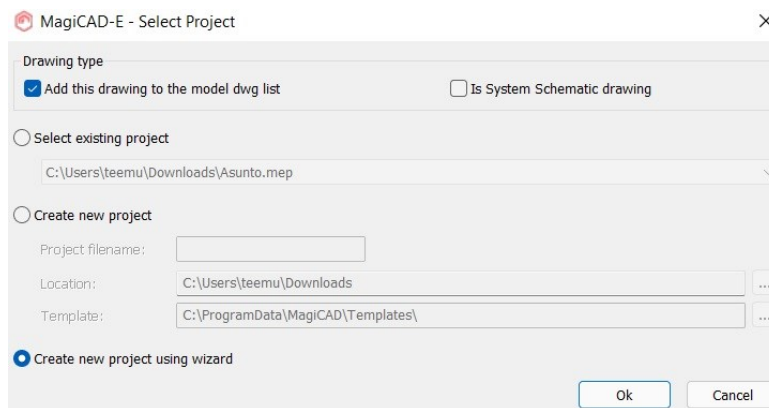 MagiCAD-E - Select Project
Drawing type
Add this drawing to the model dwg list
Is System Schematic drawing
Select existing project
C:\Users\teemu\Downloads\Asunto.mep
Create new project
Project filename:
Location:
C:\Users\teemu\Downloads
...
Template:
C:\ProgramData\MagiCAD\Templates\
...
Create new project using wizard
Ok
Cancel